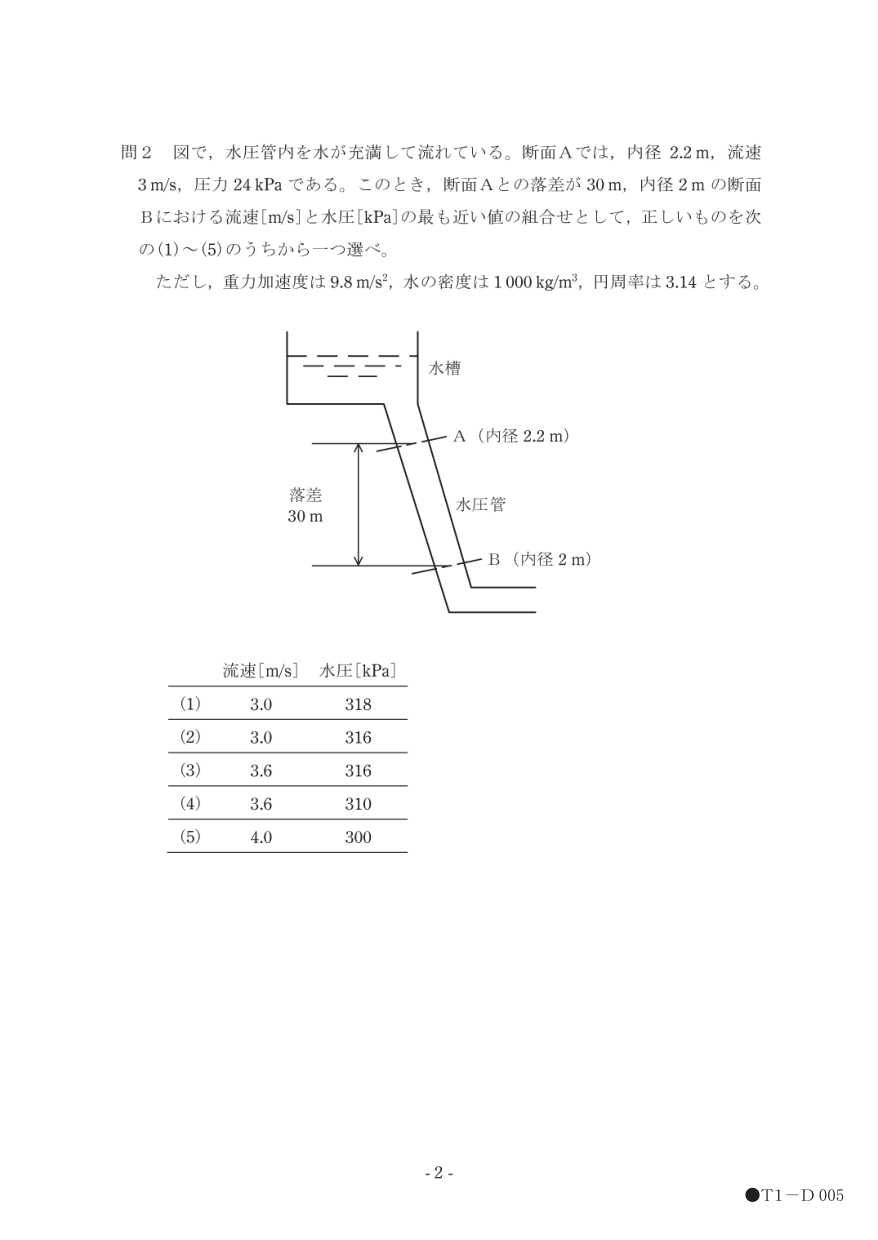 問２　図で，水圧管内を水が充満して流れている。断面Ａでは，内径 2.2 m，流速
3 m/s，圧力 24 kPa である。このとき，断面Ａとの落差が 30 m，内径 2 m の断面
Ｂにおける流速[m/s]と水圧[kPa]の最も近い値の組合せとして，正しいものを次
の(1)～(5)のうちから一つ選べ。
ただし，重力加速度は 9.8 m/s²，水の密度は 1 000 kg/m³，円周率は 3.14 とする。
水槽
Ａ（内径 2.2 m）
落差
30 m
水圧管
Ｂ（内径 2 m）
流速[m/s]　水圧[kPa]
(1)　3.0　318
(2)　3.0　316
(3)　3.6　316
(4)　3.6　310
(5)　4.0　300
- 2 -
●T1－D 005